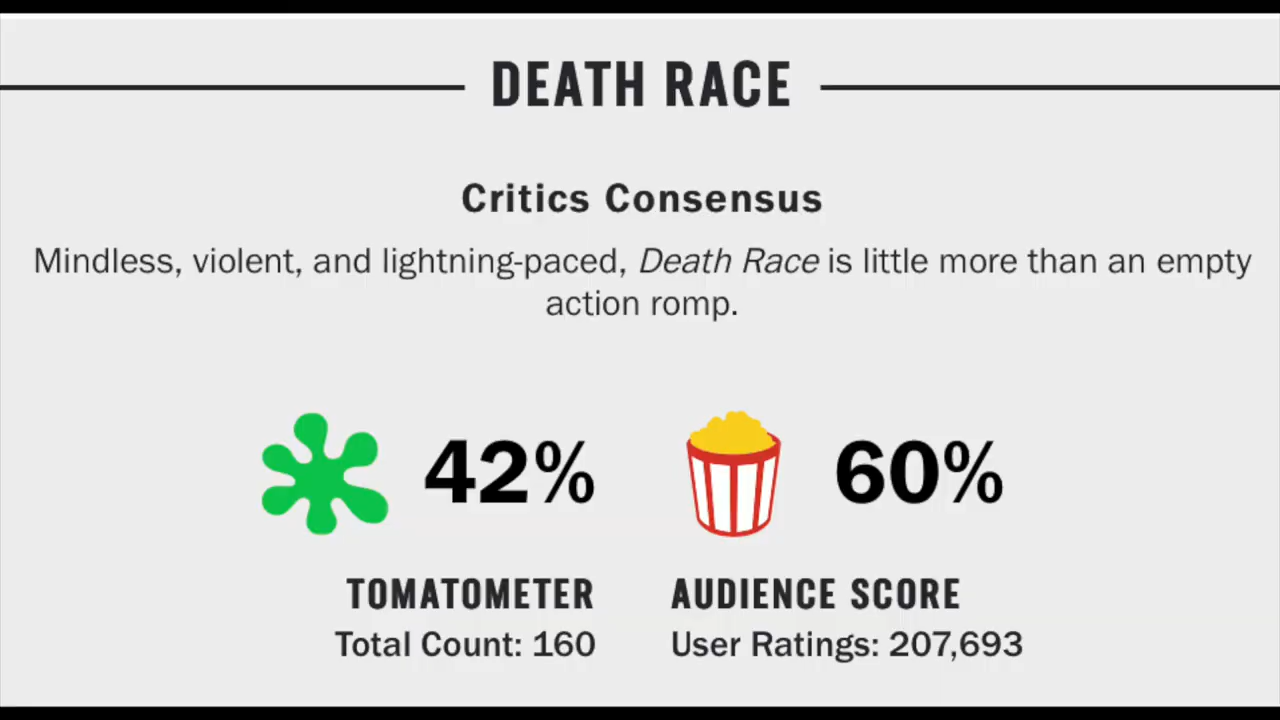 DEATH RACE
Critics Consensus
Mindless, violent, and lightning-paced, Death Race is little more than an empty
action romp.
42% 60%
TOMATOMETER AUDIENCE SCORE
Total Count: 160 User Ratings: 207,693